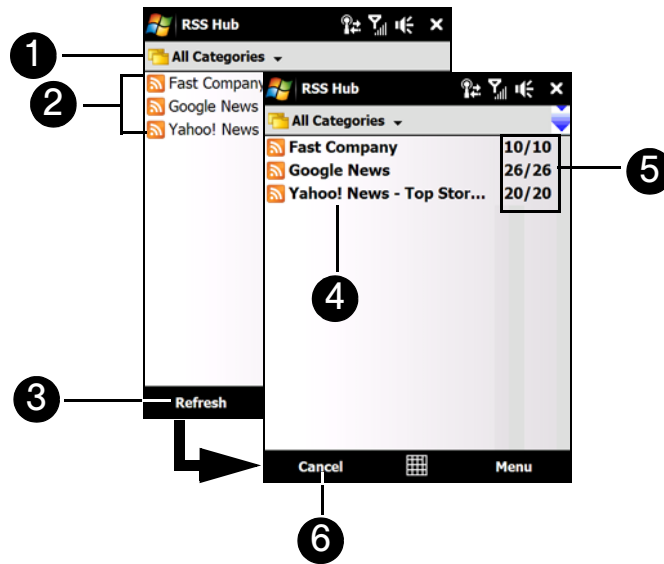 RSS Hub
1
All Categories
2
Fast Company
Google News
Yahoo! News
3
Refresh
RSS Hub
All Categories
Fast Company 10/10
Google News 26/26
Yahoo! News - Top Stor... 20/20
5
4
Cancel Menu
6